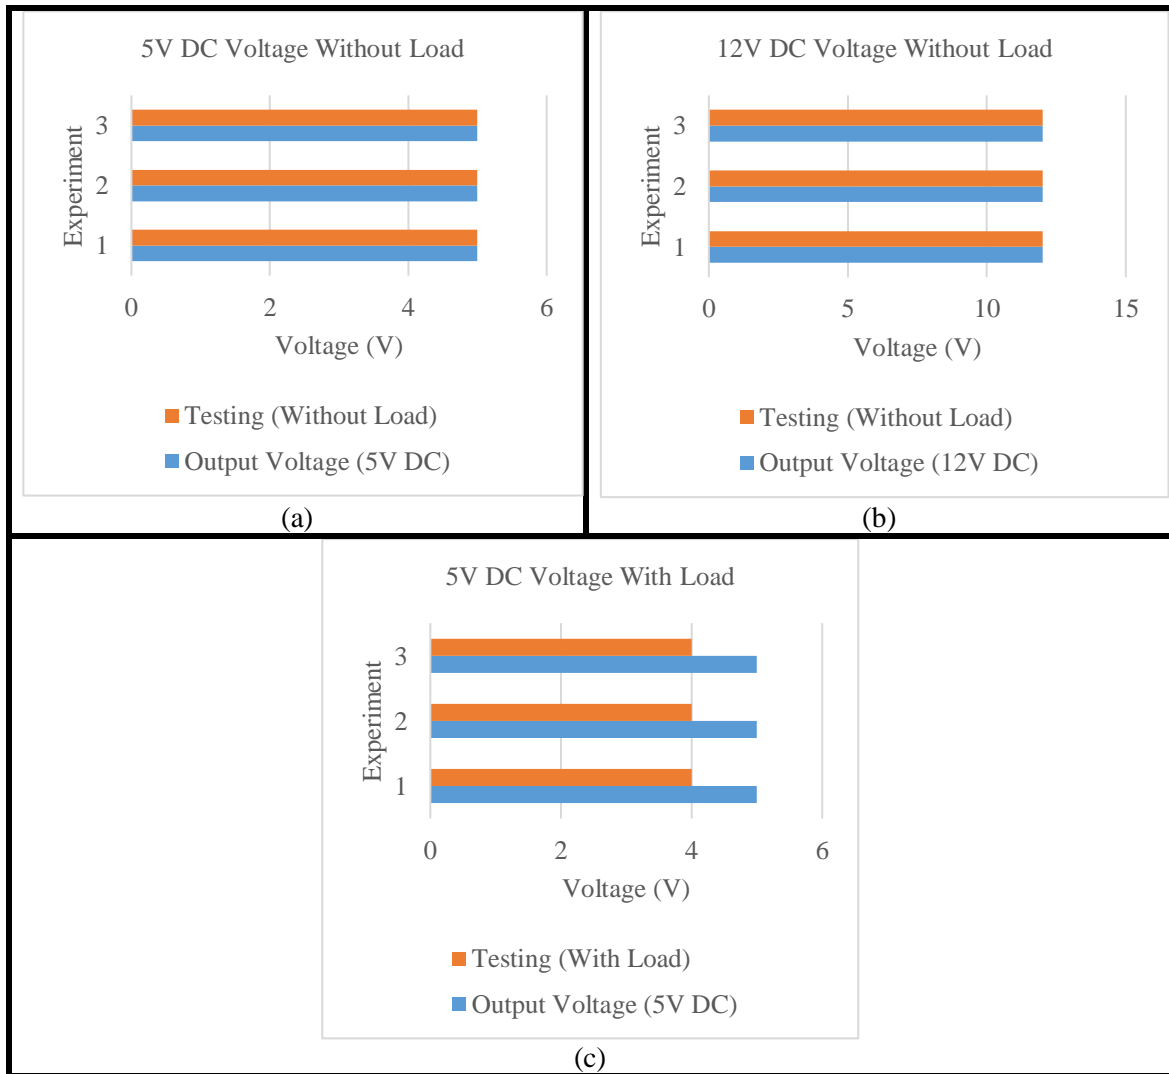 5V DC Voltage Without Load
3
2
1
Experiment
0 2 4 6
Voltage (V)
Testing (Without Load)
Output Voltage (5V DC)
(a)
12V DC Voltage Without Load
3
2
1
Experiment
0 5 10 15
Voltage (V)
Testing (Without Load)
Output Voltage (12V DC)
(b)
5V DC Voltage With Load
3
2
1
Experiment
0 2 4 6
Voltage (V)
Testing (With Load)
Output Voltage (5V DC)
(c)